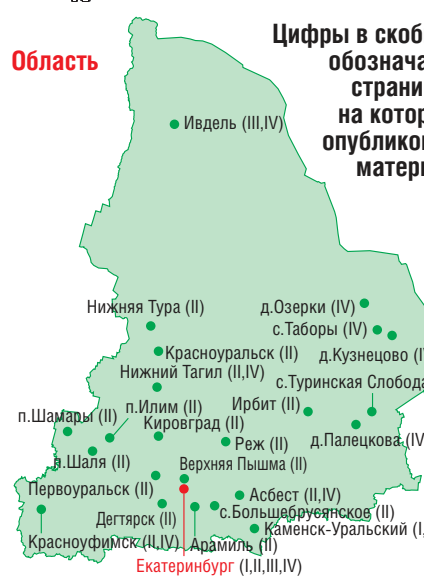 Область
Цифры в скоб
обознача
страни
на котор
опубликов
матери
Ивдель (III,IV)
Нижняя Тура (II)
д.Озерки (IV)
с.Таборы (IV)
Красноуральск (II)
д.Кузнецово (I
Нижний Тагил (II,IV)
с.Туринская Слобода
п.Шамары (II)
п.Илим (II)
Ирбит (II)
Кировград (II)
Реж (II)
д.Палецкова (IV
п.Шаля (II)
Верхняя Пышма (II)
Первоуральск (II)
Асбест (II,IV)
Дегтярск (II)
с.Большебрусянское (II)
Каменск-Уральский (I,
Красноуфимск (II,IV)
Арамиль (II)
Екатеринбург (I,II,III,IV)